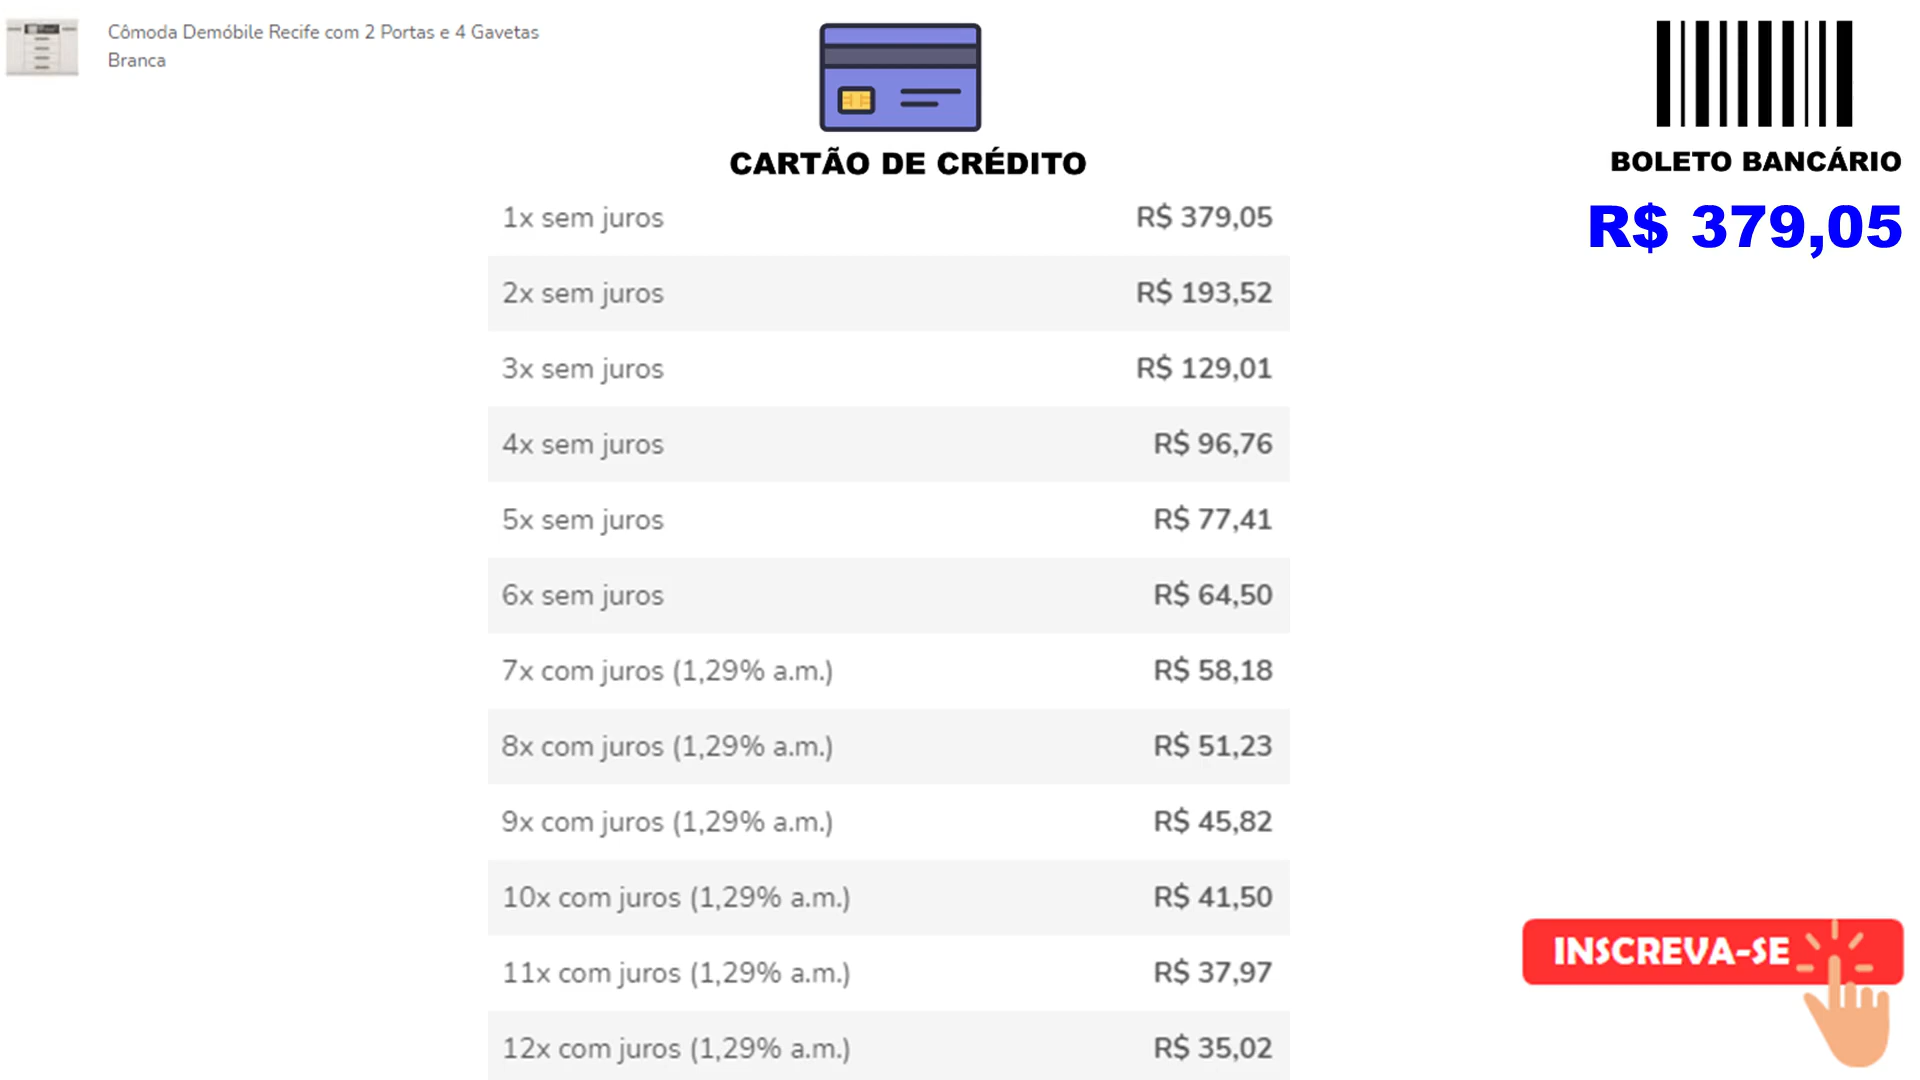 Cômoda Demóbile Recife com 2 Portas e 4 Gavetas
Branca
CARTÃO DE CRÉDITO
1x sem juros R$ 379,05
2x sem juros R$ 193,52
3x sem juros R$ 129,01
4x sem juros R$ 96,76
5x sem juros R$ 77,41
6x sem juros R$ 64,50
7x com juros (1,29% a.m.) R$ 58,18
8x com juros (1,29% a.m.) R$ 51,23
9x com juros (1,29% a.m.) R$ 45,82
10x com juros (1,29% a.m.) R$ 41,50
11x com juros (1,29% a.m.) R$ 37,97
12x com juros (1,29% a.m.) R$ 35,02
BOLETO BANCÁRIO
R$ 379,05
INSCREVA-SE